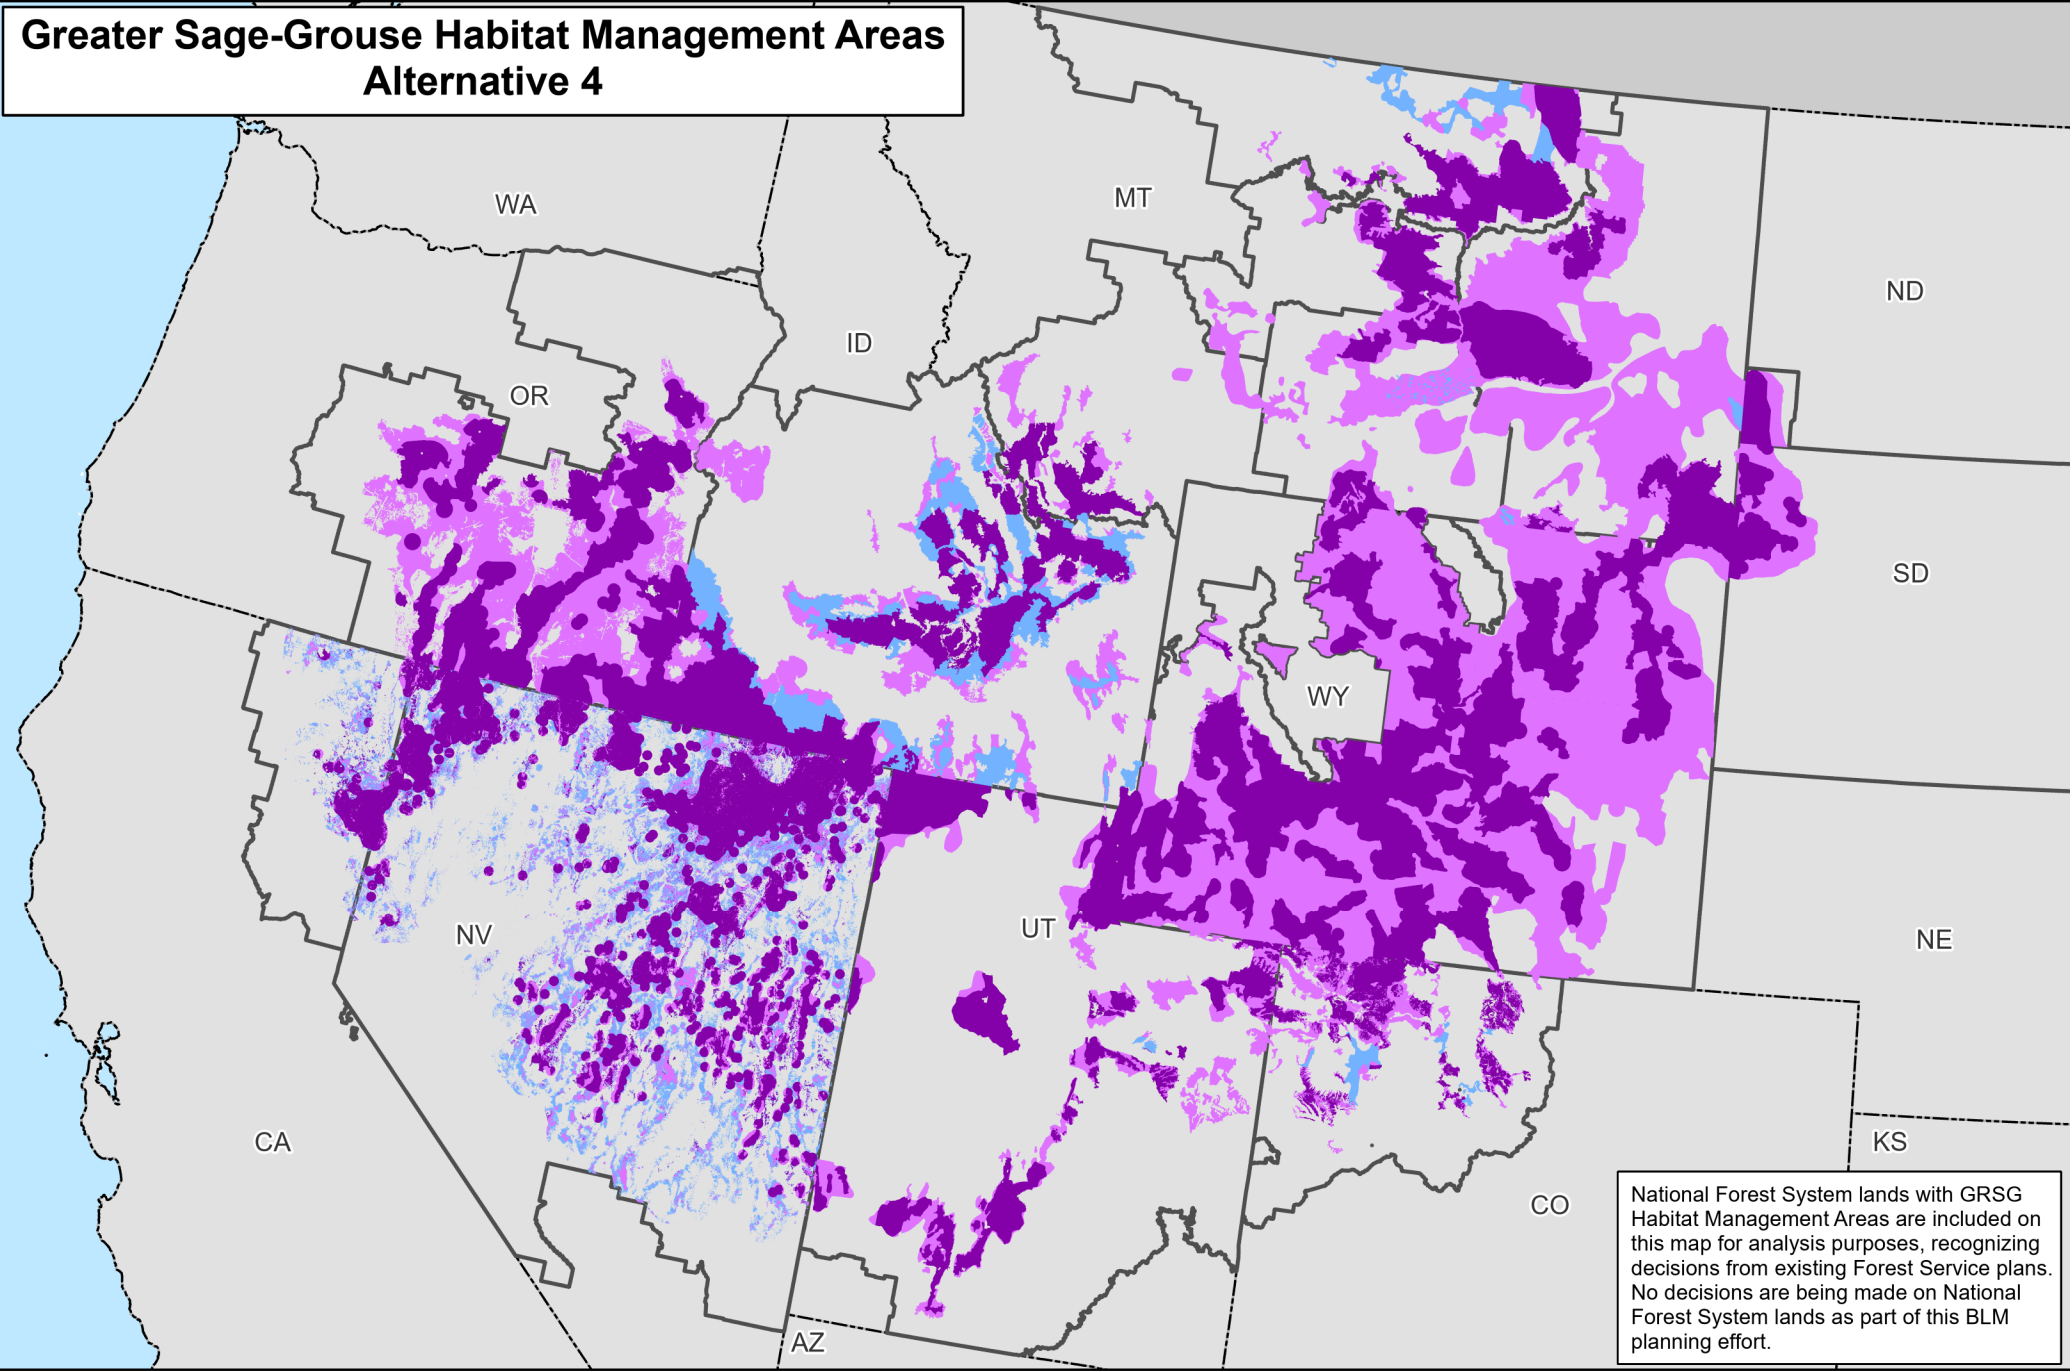 Greater Sage-Grouse Habitat Management Areas
Alternative 4
WA
MT
ND
ID
OR
SD
WY
NV
UT
NE
CA
KS
CO
AZ
National Forest System lands with GRSG
Habitat Management Areas are included on
this map for analysis purposes, recognizing
decisions from existing Forest Service plans.
No decisions are being made on National
Forest System lands as part of this BLM
planning effort.